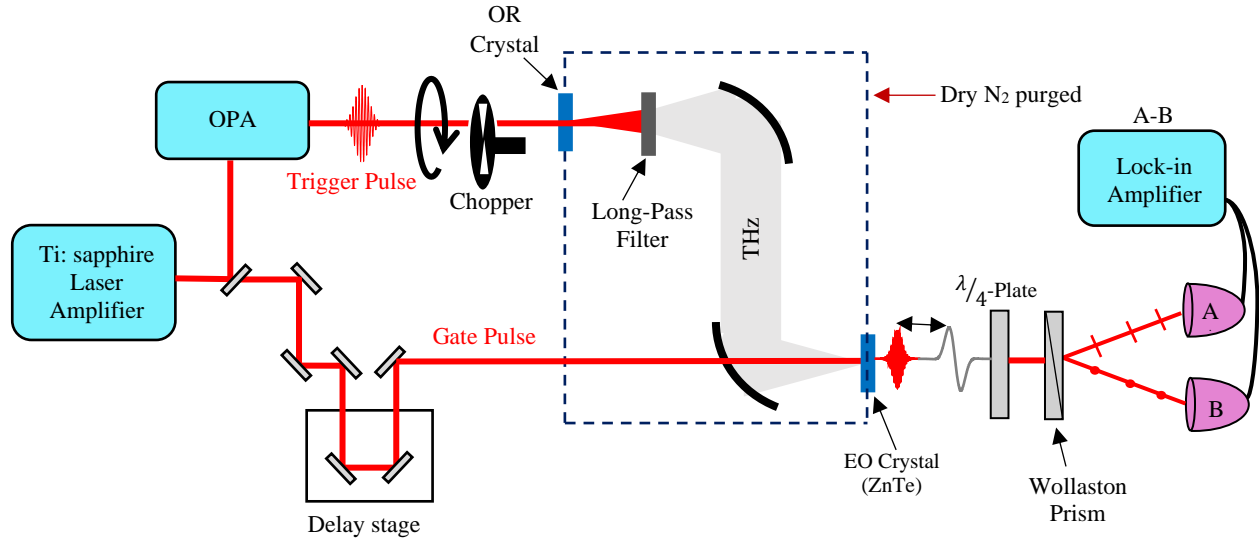 OR
Crystal
OPA
Trigger Pulse
Chopper
Long-Pass
Filter
THz
Dry N₂ purged
A-B
Lock-in
Amplifier
Ti: sapphire
Laser
Amplifier
Gate Pulse
λ/4-Plate
A
B
EO Crystal
(ZnTe)
Wollaston
Prism
Delay stage